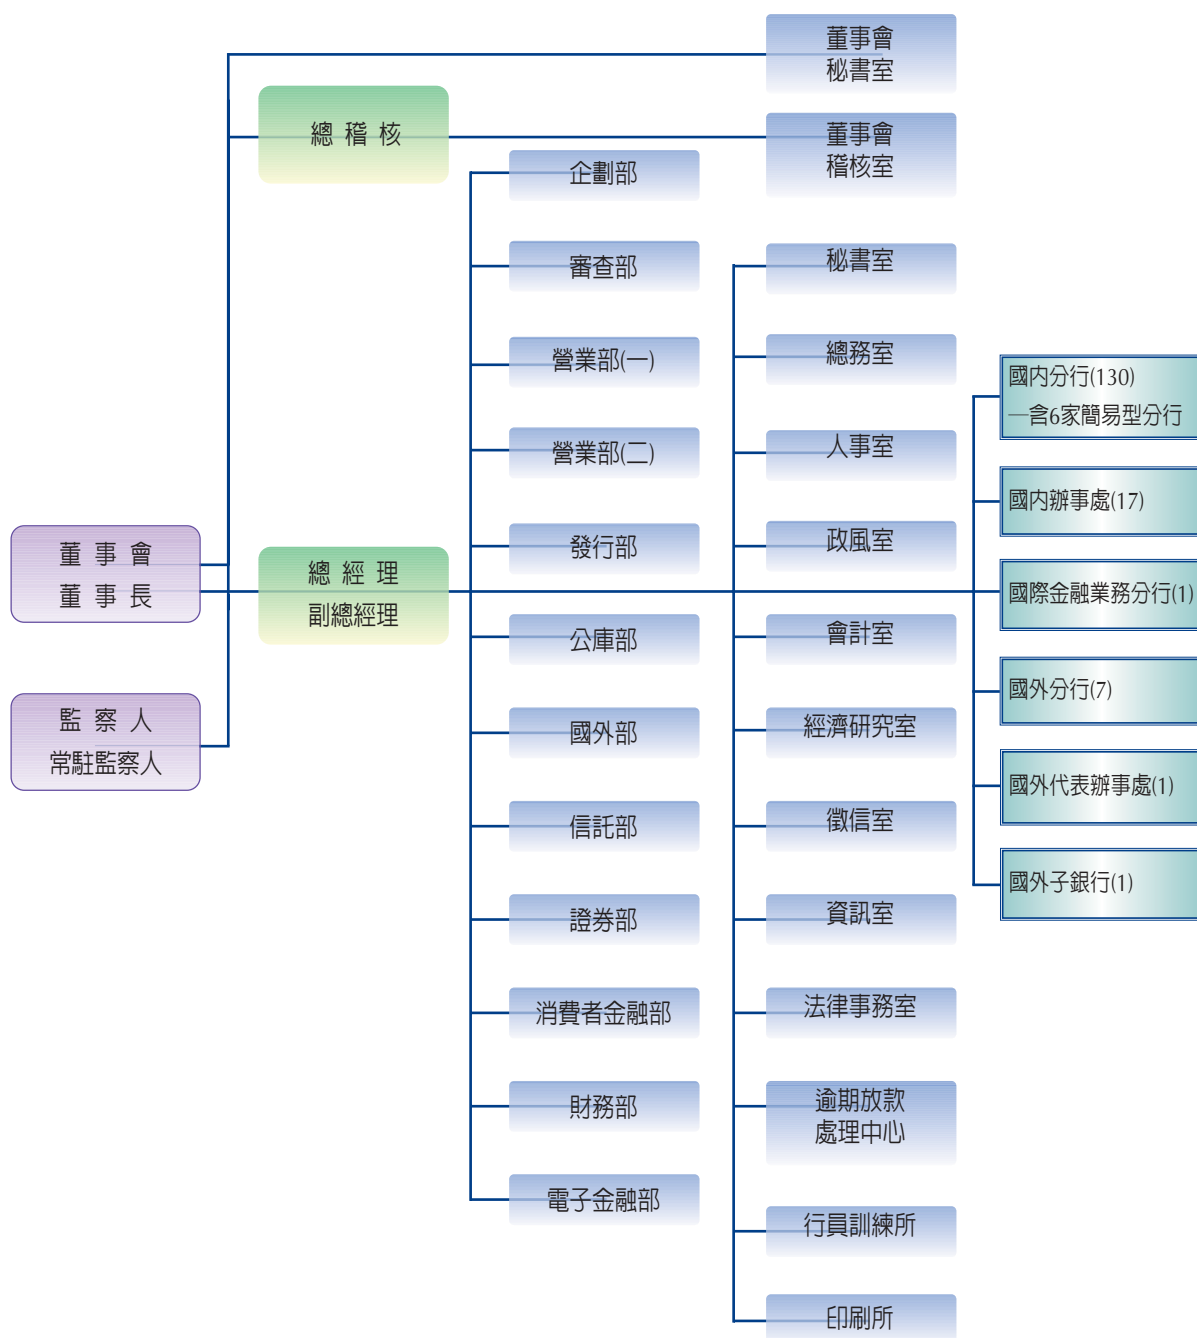 董事會
秘書室
總稽核
董事會
稽核室
企劃部
審查部
營業部(一)
營業部(二)
發行部
公庫部
國外部
信託部
證券部
消費者金融部
財務部
電子金融部
秘書室
總務室
人事室
政風室
會計室
經濟研究室
徵信室
資訊室
法律事務室
逾期放款
處理中心
行員訓練所
印刷所
國內分行(130)
—含6家簡易型分行
國內辦事處(17)
國際金融業務分行(1)
國外分行(7)
國外代表辦事處(1)
國外子銀行(1)
董事會
董事長
總經理
副總經理
監察人
常駐監察人